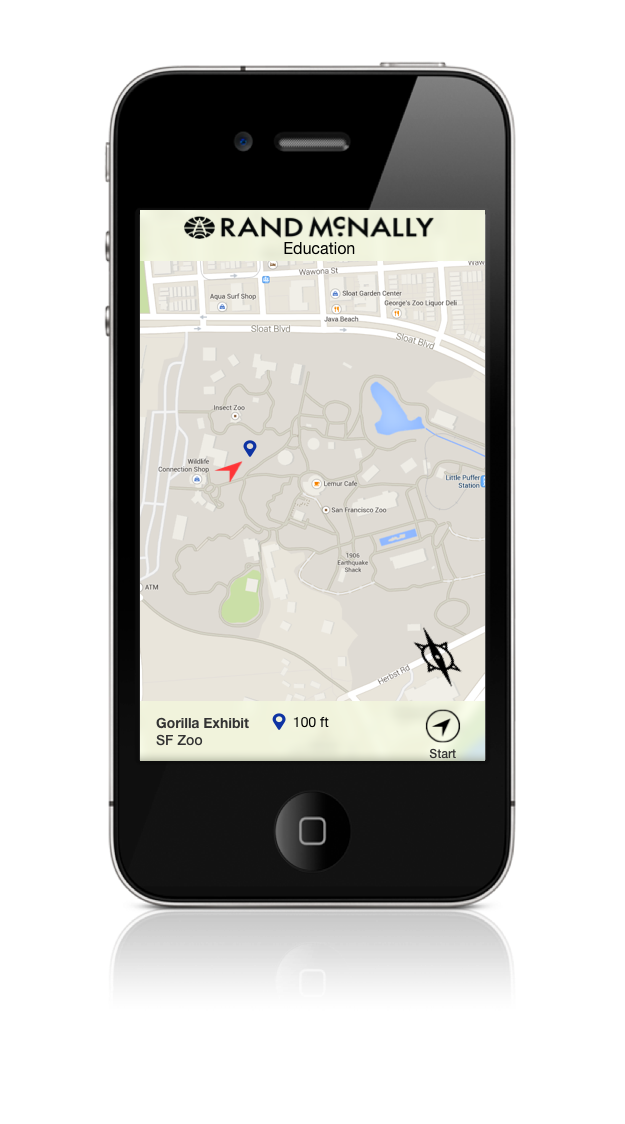 RAND McNALLY
Education
Wawona St
Waw
Aqua Surf Shop
Sloat Garden Center
George's Zoo Liquor Deli
Java Beach
Sloat Blvd
Sloat Blvd
Insect Zoo
Wildlife
Connection Shop
Lemur Cafe
Little Puffer
Station
San Francisco Zoo
1906
Earthquake
Shack
ATM
Herbst Rd
Gorilla Exhibit
100 ft
SF Zoo
Start